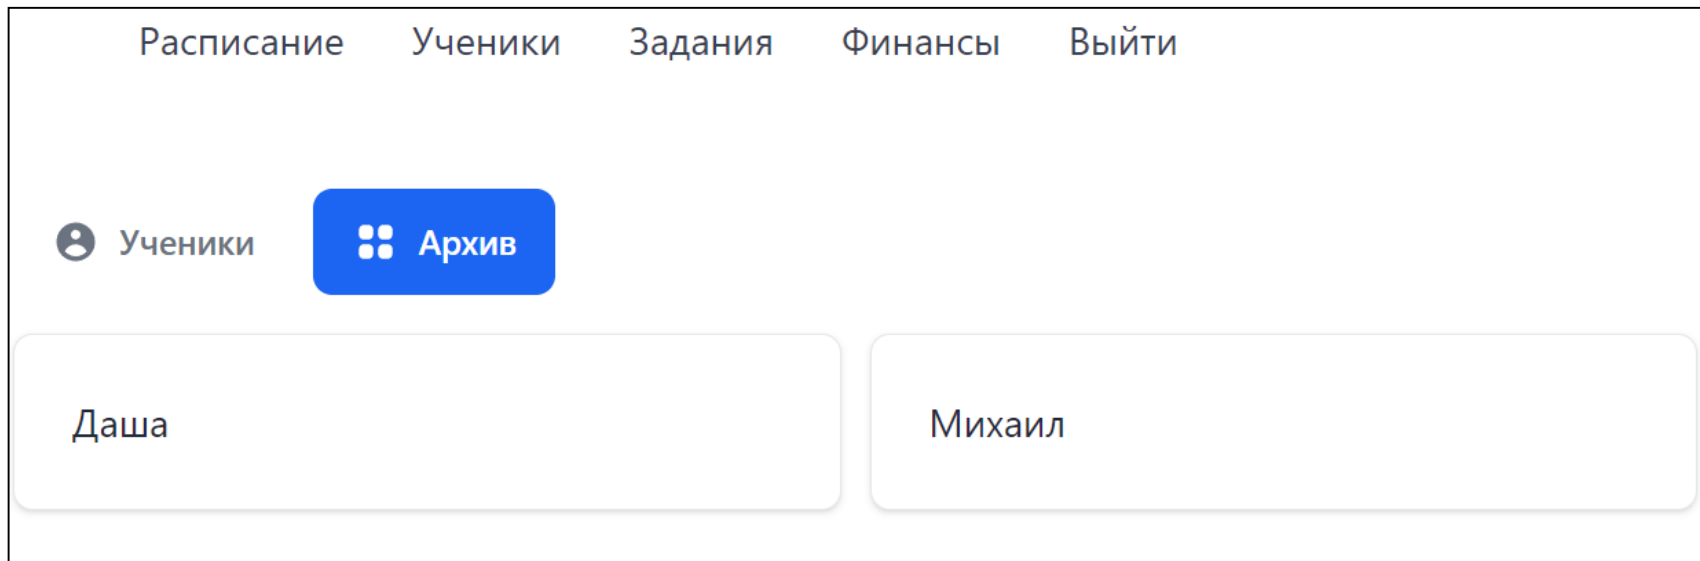 Расписание Ученики Задания Финансы Выйти
Ученики Архив
Даша Михаил